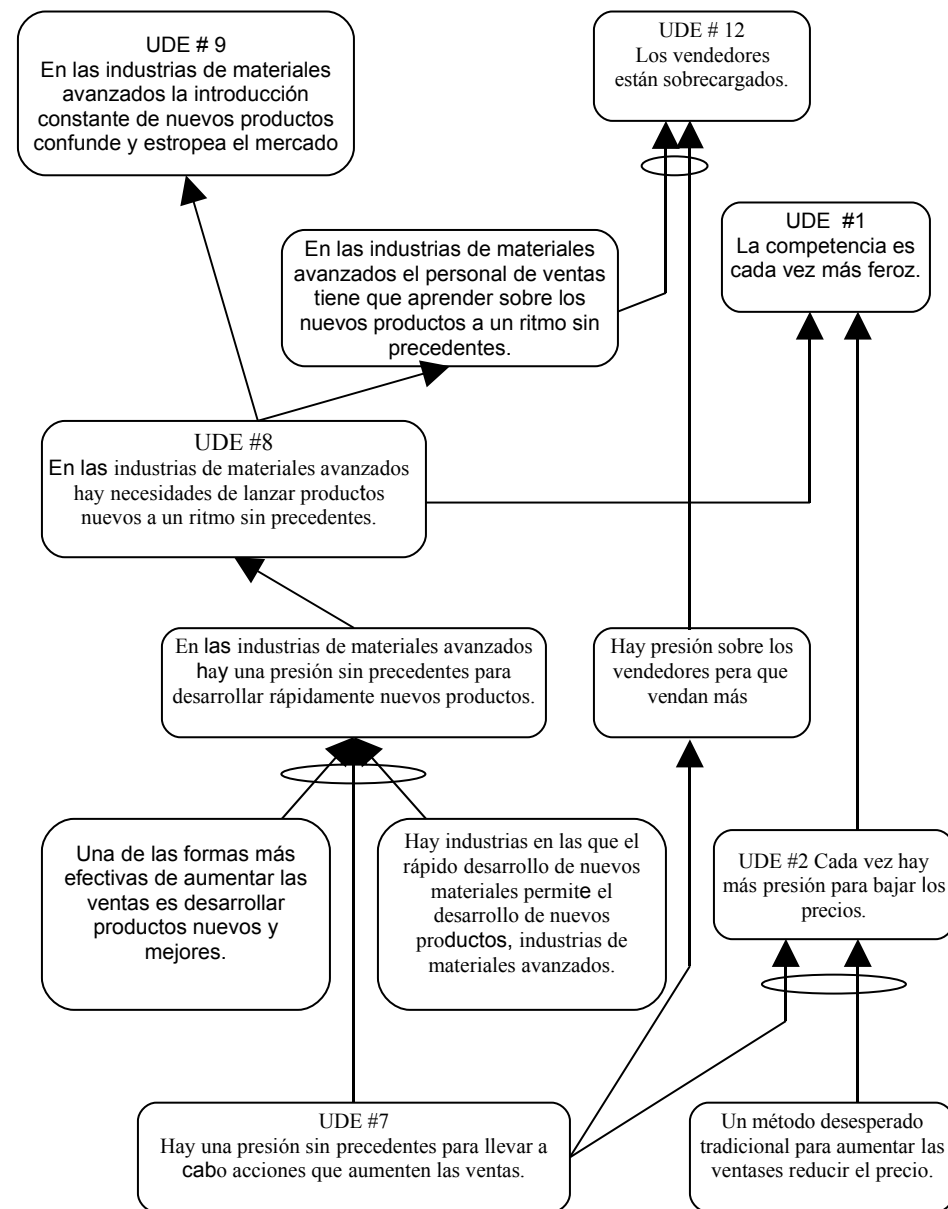 UDE # 9
En las industrias de materiales
avanzados la introducción
constante de nuevos productos
confunde y estropea el mercado
UDE # 12
Los vendedores
están sobrecargados.
UDE #1
La competencia es
cada vez más feroz.
En las industrias de materiales
avanzados el personal de ventas
tiene que aprender sobre los
nuevos productos a un ritmo sin
precedentes.
UDE #8
En las industrias de materiales avanzados
hay necesidades de lanzar productos
nuevos a un ritmo sin precedentes.
En las industrias de materiales avanzados
hay una presión sin precedentes para
desarrollar rápidamente nuevos productos.
Hay presión sobre los
vendedores pera que
vendan más
Una de las formas más
efectivas de aumentar las
ventas es desarrollar
productos nuevos y
mejores.
Hay industrias en las que el
rápido desarrollo de nuevos
materiales permite el
desarrollo de nuevos
productos, industrias de
materiales avanzados.
UDE #2 Cada vez hay
más presión para bajar los
precios.
UDE #7
Hay una presión sin precedentes para llevar a
cabo acciones que aumenten las ventas.
Un método desesperado
tradicional para aumentar las
ventases reducir el precio.